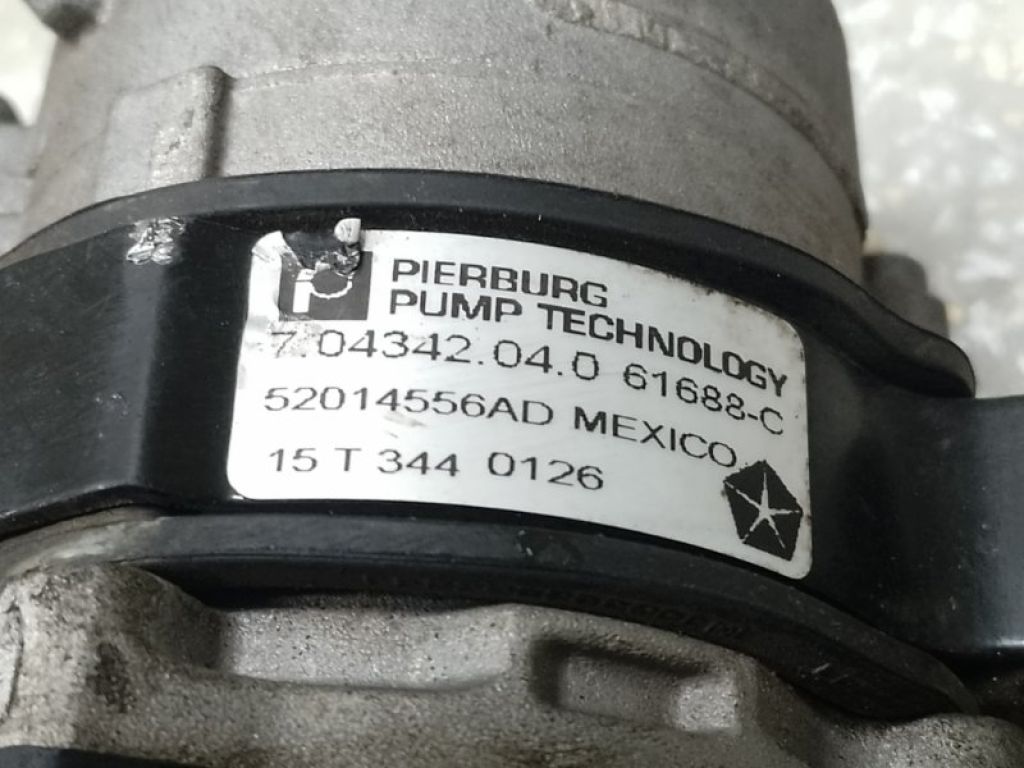 PIERBURG
PUMP TECHNOLOGY
7.04342.04.0 61688-C
52014556AD MEXICO
15 T 344 0126